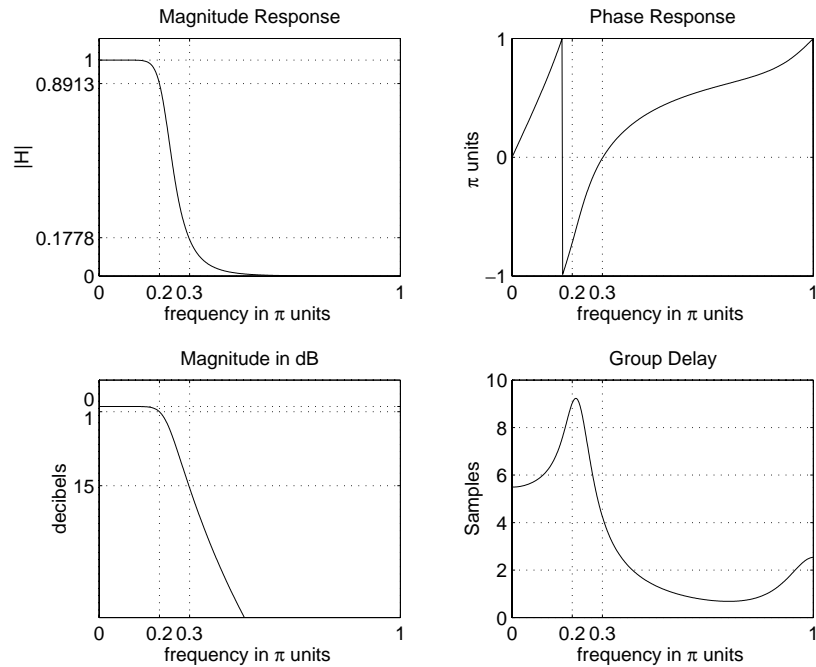 Magnitude Response
1
0.8913
|H|
0.1778
0
0 0.2 0.3 1
frequency in π units
Phase Response
1
π units
0
−1
0 0.2 0.3 1
frequency in π units
Magnitude in dB
0
1
decibels
15
0 0.2 0.3 1
frequency in π units
Group Delay
10
8
6
Samples
4
2
0
0 0.2 0.3 1
frequency in π units